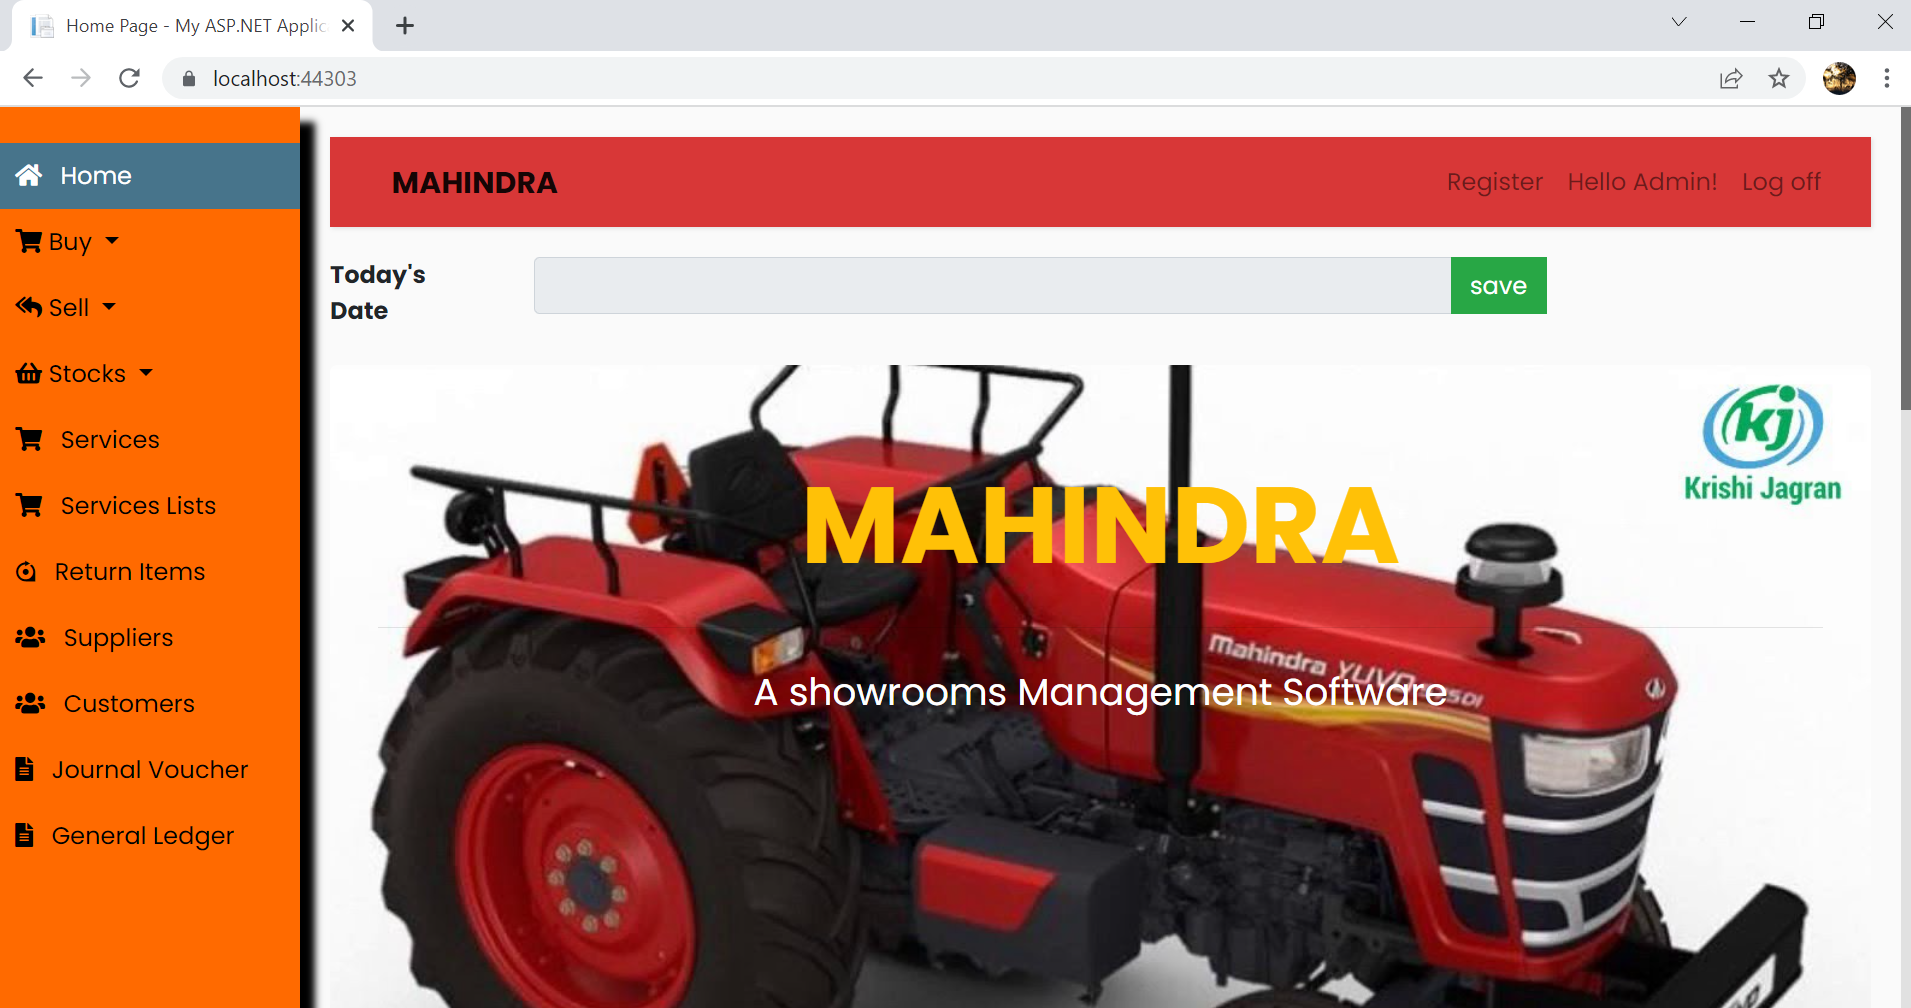 Home Page - My ASP.NET Applic
localhost:44303
Home
Buy
Sell
Stocks
Services
Services Lists
Return Items
Suppliers
Customers
Journal Voucher
General Ledger
MAHINDRA
Register Hello Admin! Log off
Today's
Date
save
kj
Krishi Jagran
MAHINDRA
Mahindra YUVO
A showrooms Management Software